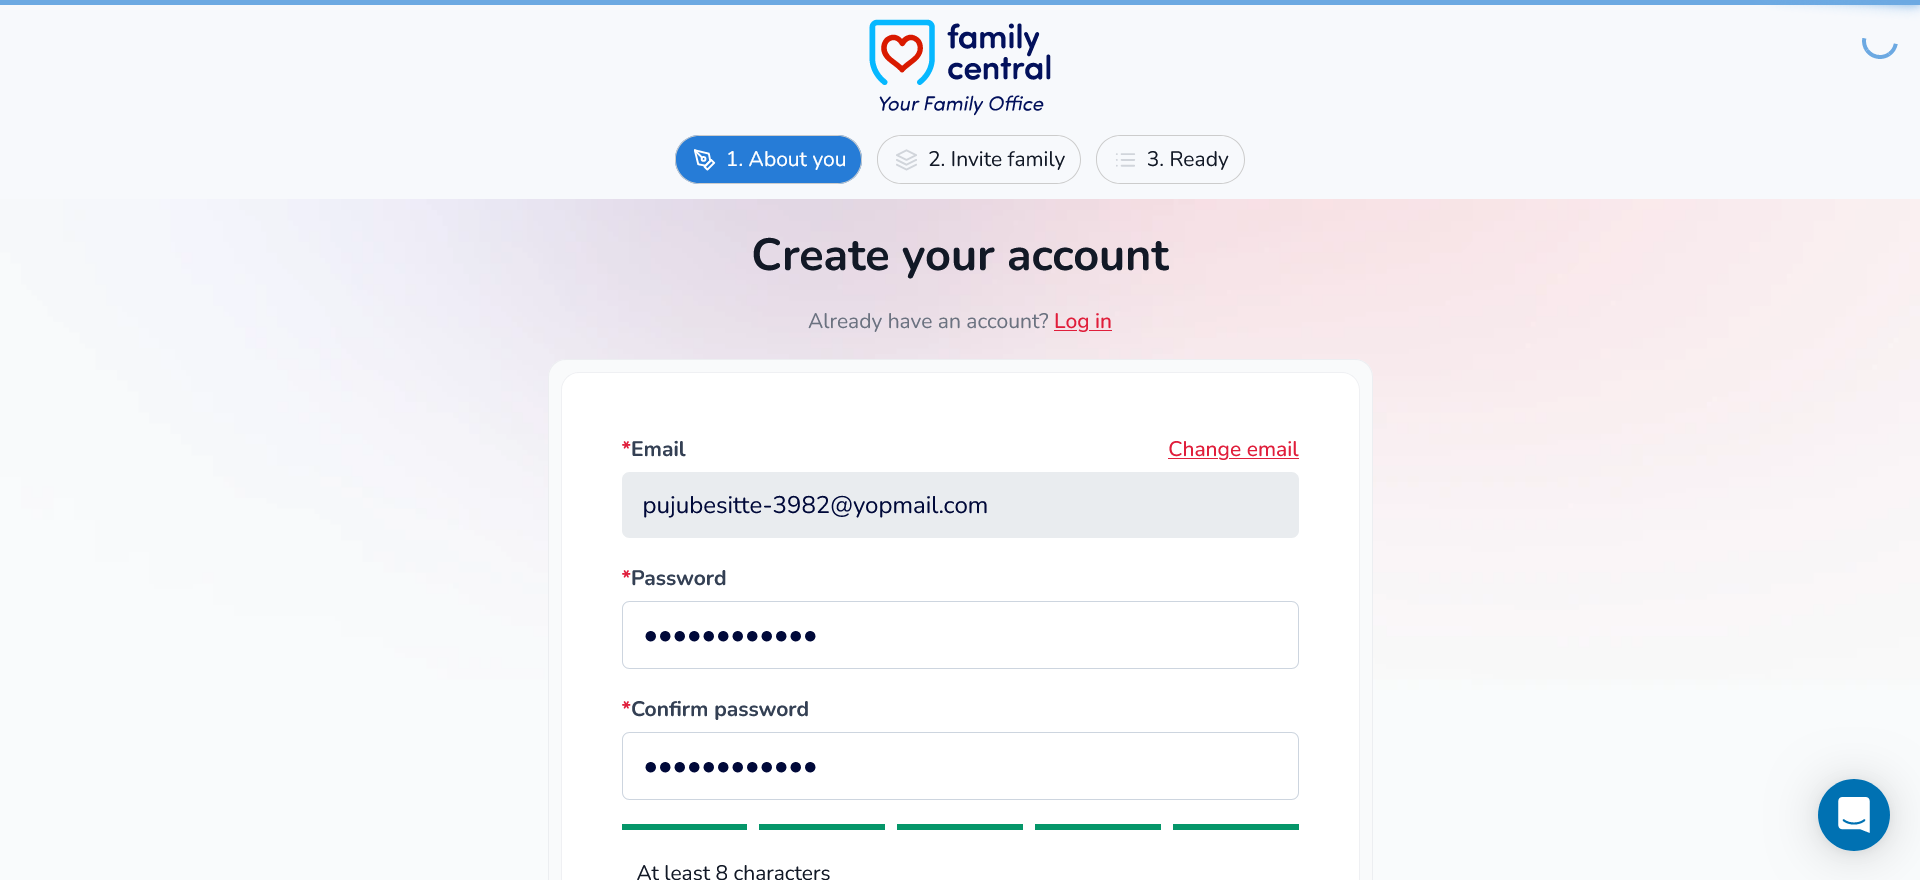 family
central
Your Family Office
1. About you
2. Invite family
3. Ready
Create your account
Already have an account? Log in
*Email
Change email
pujubesitte-3982@yopmail.com
*Password
••••••••••••
*Confirm password
••••••••••••
At least 8 characters